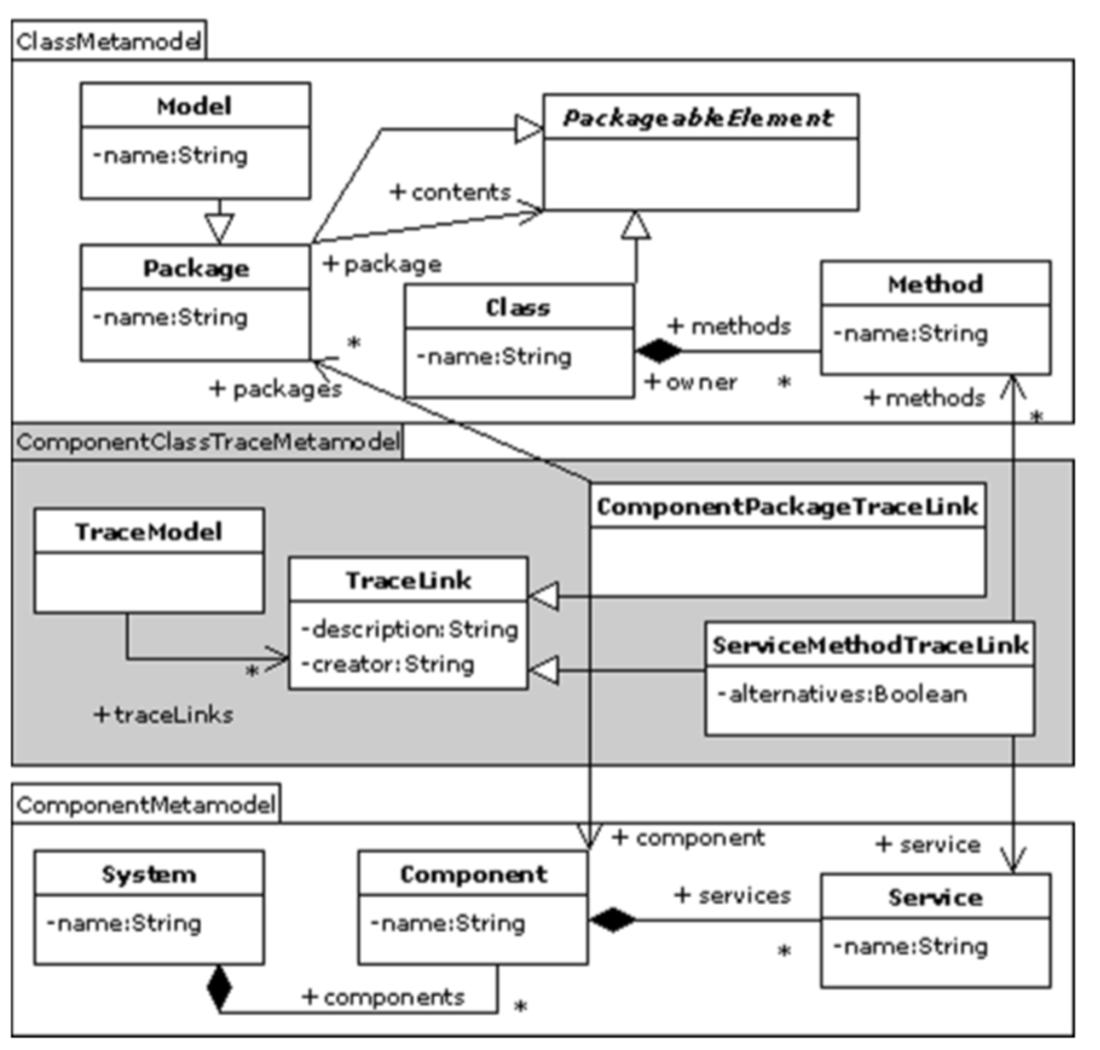 ClassMetamodel
Model
-name:String
PackageableElement
+ contents
Package
-name:String
+ package
Class
-name:String
Method
-name:String
+ methods
+ owner *
*
+ packages
+ methods
*
ComponentClassTraceMetamodel
ComponentPackageTraceLink
TraceModel
TraceLink
-description:String
-creator:String
*
+traceLinks
ServiceMethodTraceLink
-alternatives:Boolean
ComponentMetamodel
+ component
+ service
System
-name:String
Component
-name:String
+ services
*
Service
-name:String
+ components
*